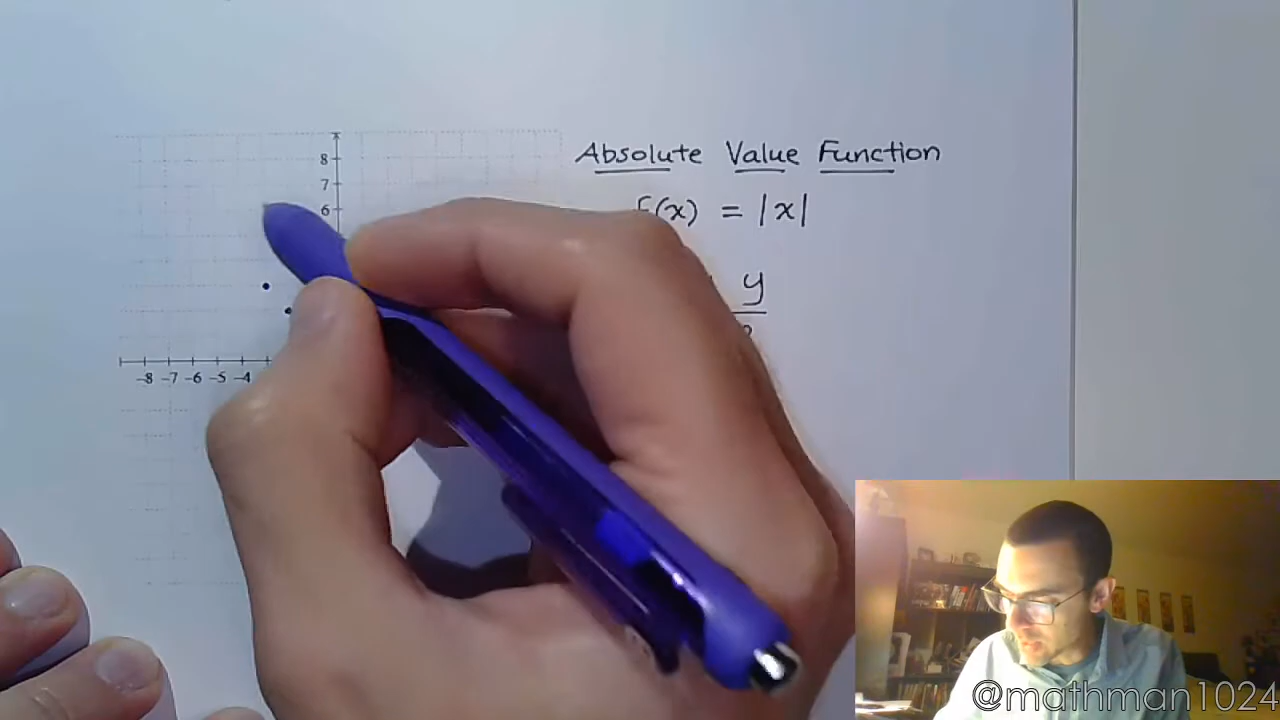 Absolute Value Function
f(x) = |x|
y
8
7
6
-8 -7 -6 -5 -4
@mathman1024